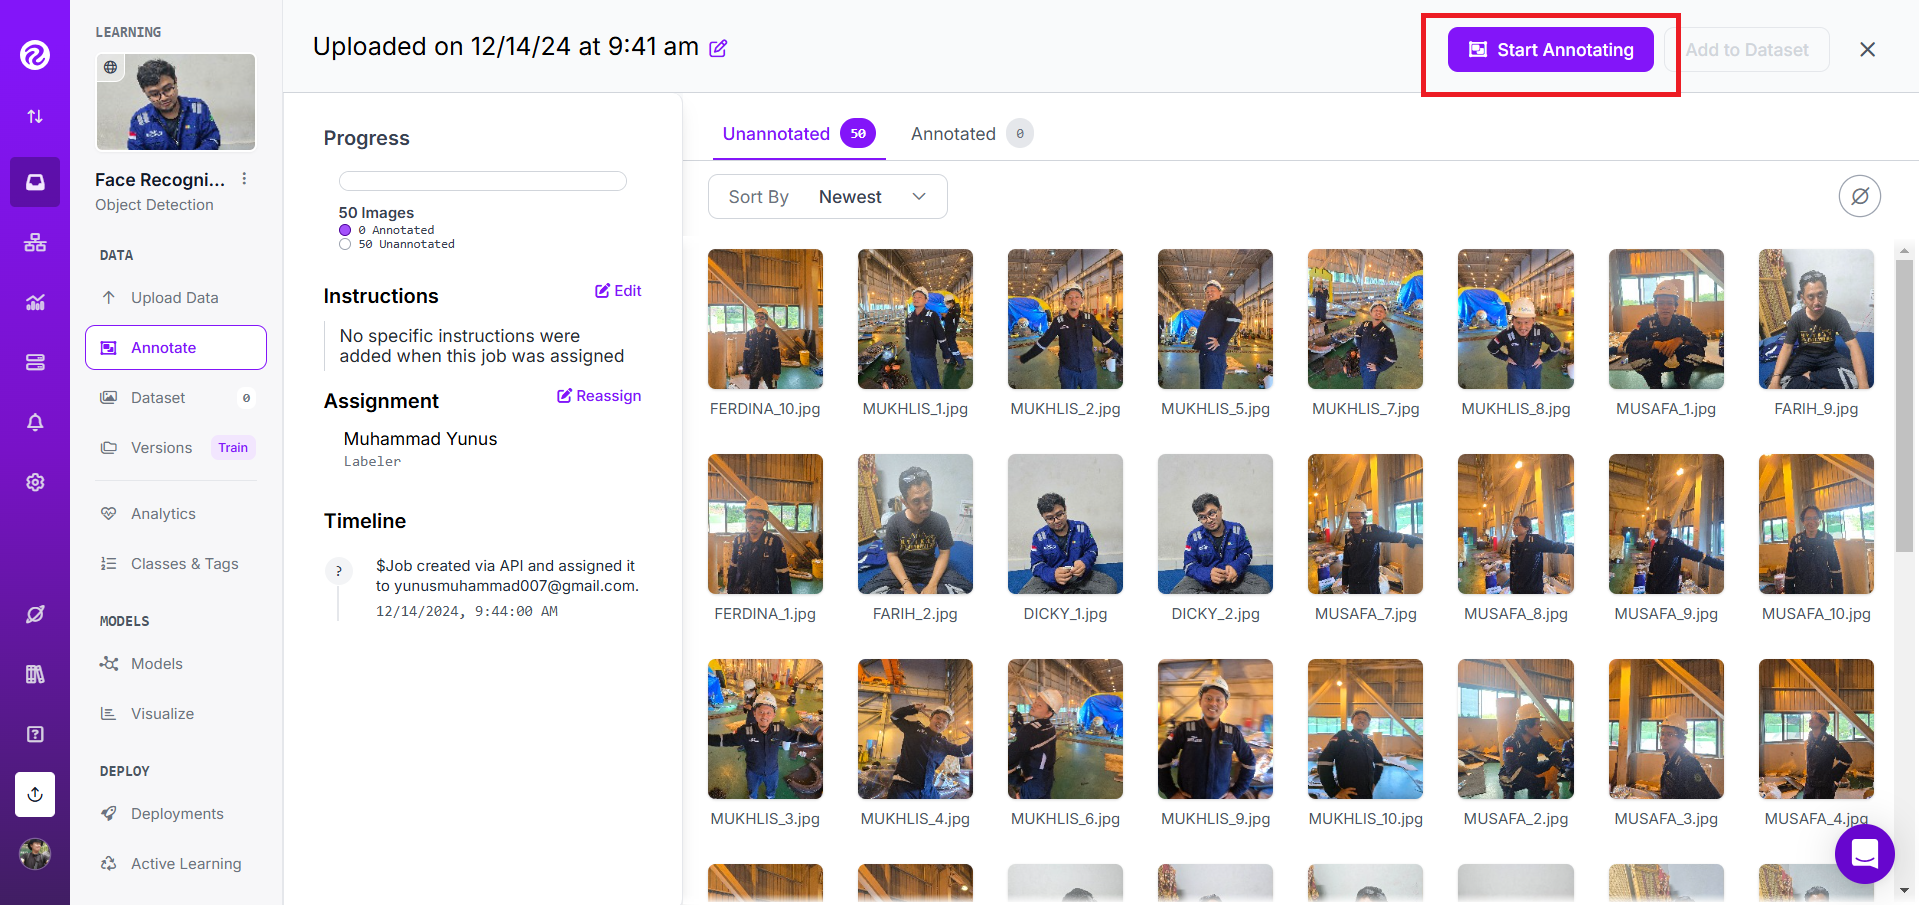 LEARNING
Face Recogni...
Object Detection
DATA
Upload Data
Annotate
Dataset 0
Versions Train
Analytics
Classes & Tags
MODELS
Models
Visualize
DEPLOY
Deployments
Active Learning
Uploaded on 12/14/24 at 9:41 am
Start Annotating
Add to Dataset
Progress
50 Images
0 Annotated
50 Unannotated
Instructions
Edit
No specific instructions were
added when this job was assigned
Assignment
Reassign
Muhammad Yunus
Labeler
Timeline
?
$Job created via API and assigned it
to yunusmuhammad007@gmail.com.
12/14/2024, 9:44:00 AM
Unannotated 50
Annotated 0
Sort By Newest
FERDINA_10.jpg MUKHLIS_1.jpg MUKHLIS_2.jpg MUKHLIS_5.jpg MUKHLIS_7.jpg MUKHLIS_8.jpg MUSAFA_1.jpg FARIH_9.jpg
FERDINA_1.jpg FARIH_2.jpg DICKY_1.jpg DICKY_2.jpg MUSAFA_7.jpg MUSAFA_8.jpg MUSAFA_9.jpg MUSAFA_10.jpg
MUKHLIS_3.jpg MUKHLIS_4.jpg MUKHLIS_6.jpg MUKHLIS_9.jpg MUKHLIS_10.jpg MUSAFA_2.jpg MUSAFA_3.jpg MUSAFA_4.jpg